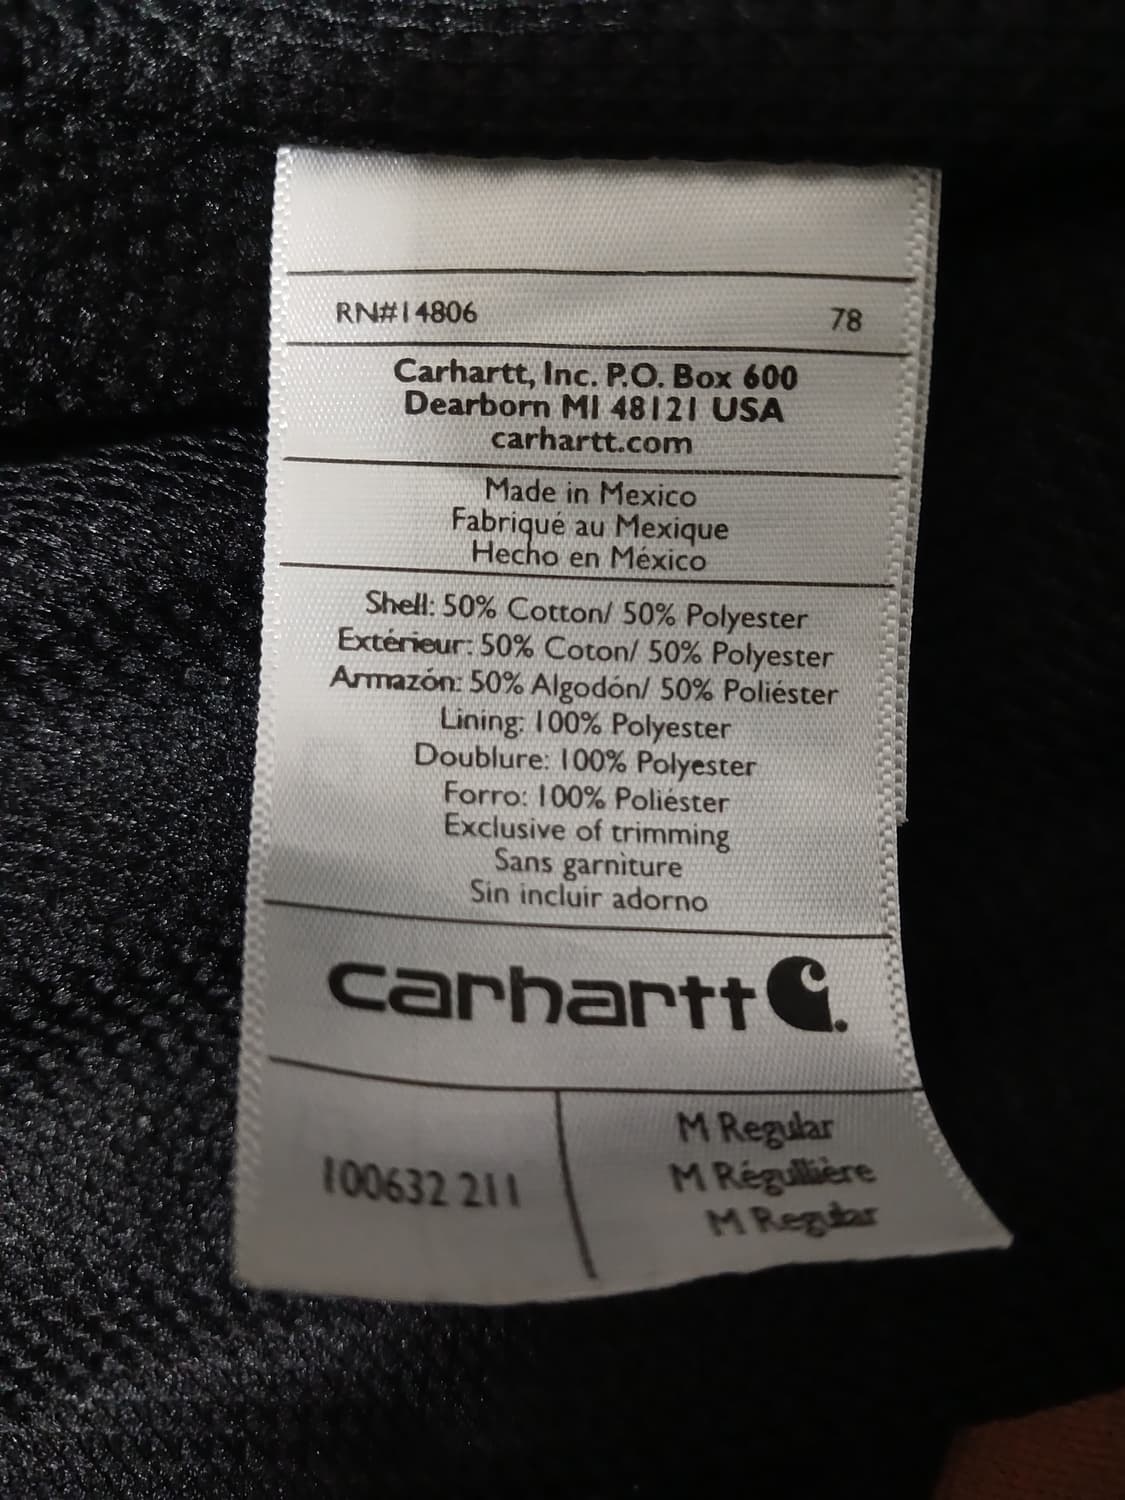 RN#14806 78
Carhartt, Inc. P.O. Box 600
Dearborn MI 48121 USA
carhartt.com
Made in Mexico
Fabriqué au Mexique
Hecho en México
Shell: 50% Cotton/ 50% Polyester
Extérieur: 50% Coton/ 50% Polyester
Armazón: 50% Algodón/ 50% Poliéster
Lining: 100% Polyester
Doublure: 100% Polyester
Forro: 100% Poliéster
Exclusive of trimming
Sans garniture
Sin incluir adorno
carhartt
100632 211
M Regular
M Régullière
M Regular